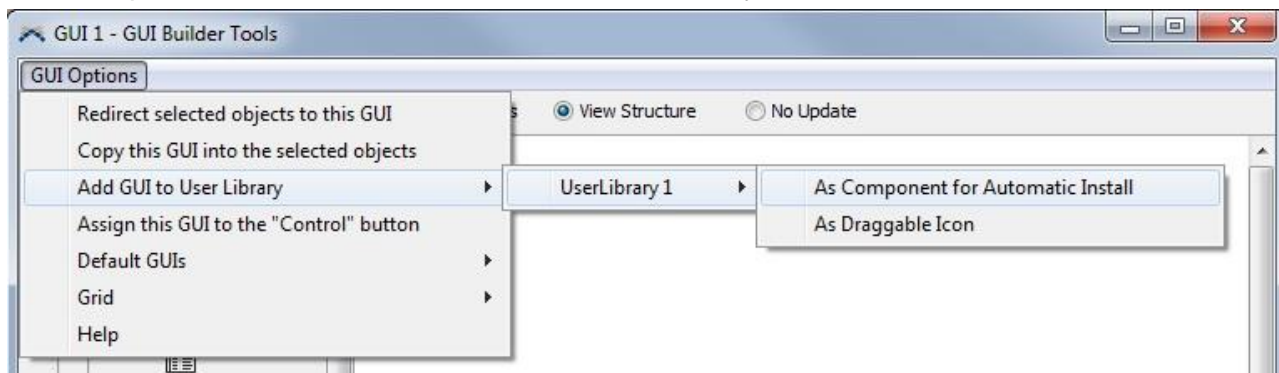 GUI 1 - GUI Builder Tools
GUI Options
Redirect selected objects to this GUI
s View Structure No Update
Copy this GUI into the selected objects
Add GUI to User Library UserLibrary 1 As Component for Automatic Install
Assign this GUI to the "Control" button As Draggable Icon
Default GUIs
Grid
Help